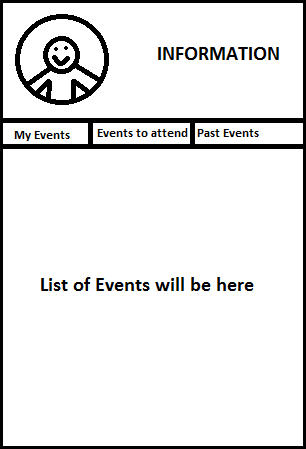 INFORMATION
My Events
Events to attend
Past Events
List of Events will be here